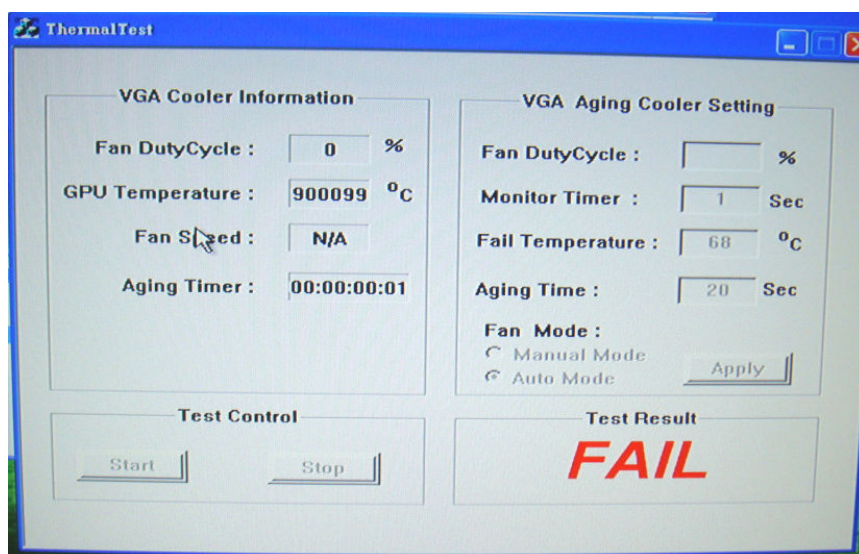 ThermalTest
VGA Cooler Information
Fan DutyCycle : 0 %
GPU Temperature : 900099 °C
Fan Speed : N/A
Aging Timer : 00:00:00:01
VGA Aging Cooler Setting
Fan DutyCycle : %
Monitor Timer : 1 Sec
Fail Temperature : 68 °C
Aging Time : 20 Sec
Fan Mode :
Manual Mode
Auto Mode
Apply
Test Control
Start Stop
Test Result
FAIL